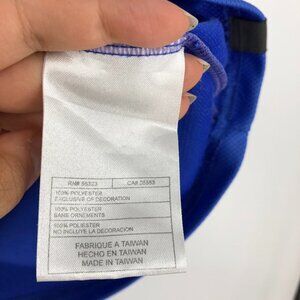 RN# 56323 CA# 05553
100% POLYESTER
EXCLUSIVE OF DECORATION
100% POLYESTER
SANS ORNEMENTS
100% POLIESTER
NO INCLUYE LA DECORACION
FABRIQUE A TAIWAN
HECHO EN TAIWAN
MADE IN TAIWAN